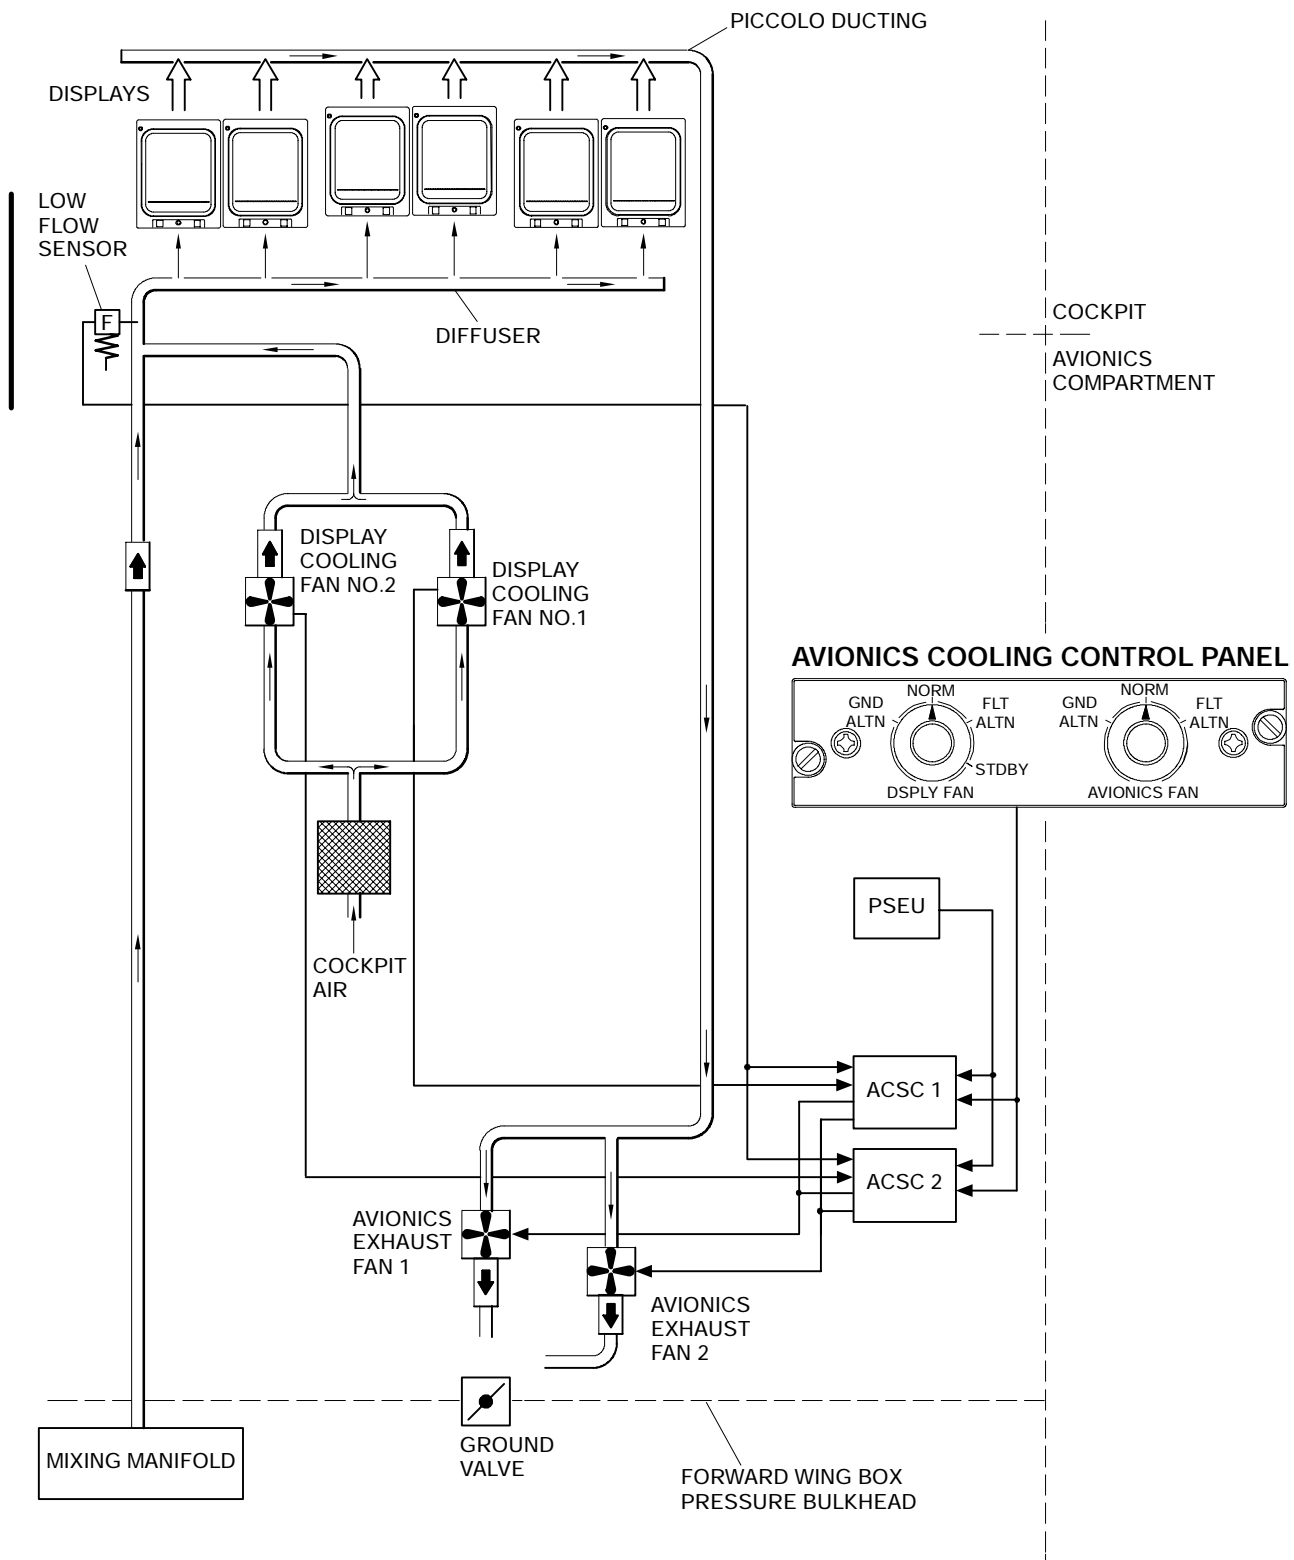 PICCOLO DUCTING
DISPLAYS
LOW
FLOW
SENSOR
F
DIFFUSER
COCKPIT
AVIONICS
COMPARTMENT
DISPLAY
COOLING
FAN NO.2
DISPLAY
COOLING
FAN NO.1
AVIONICS COOLING CONTROL PANEL
NORM
GND
ALTN
FLT
ALTN
STDBY
DSPLY FAN
NORM
GND
ALTN
FLT
ALTN
AVIONICS FAN
PSEU
COCKPIT
AIR
ACSC 1
ACSC 2
AVIONICS
EXHAUST
FAN 1
AVIONICS
EXHAUST
FAN 2
GROUND
VALVE
MIXING MANIFOLD
FORWARD WING BOX
PRESSURE BULKHEAD